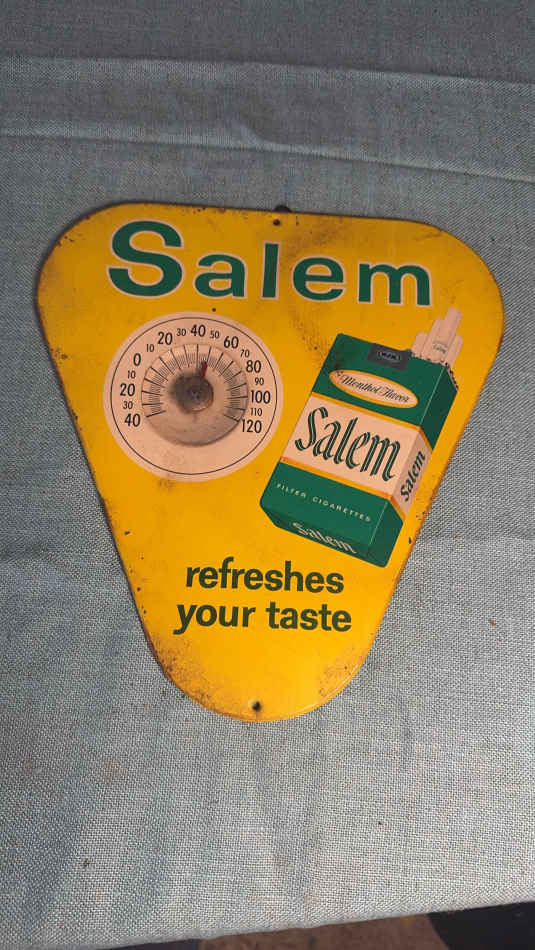 Salem
40 30 20 10 0 10 20 30 40 50 60 70 80 90 100 110 120
Menthol Flavor
Salem
Salem
FILTER CIGARETTES
Salem
refreshes
your taste